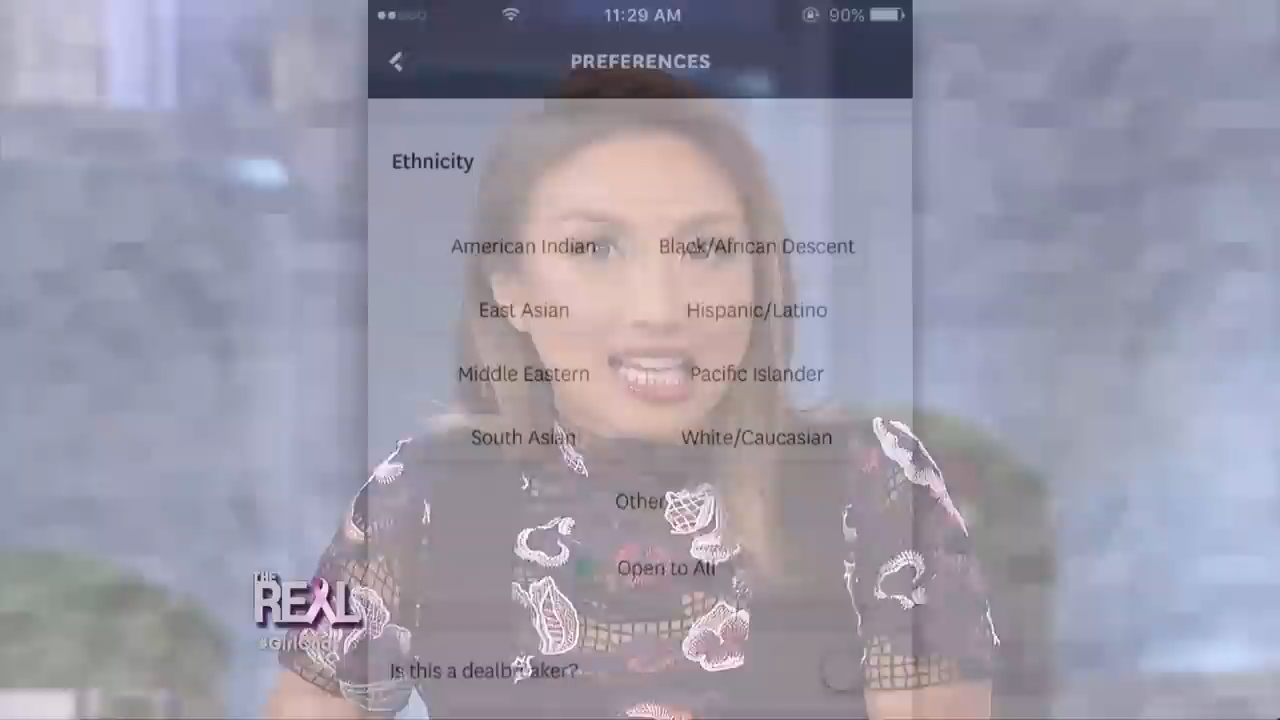 11:29 AM 90%
PREFERENCES
Ethnicity
American Indian Black/African Descent
East Asian Hispanic/Latino
Middle Eastern Pacific Islander
South Asian White/Caucasian
Other
Open to All
Is this a dealbreaker?
THE
REAL